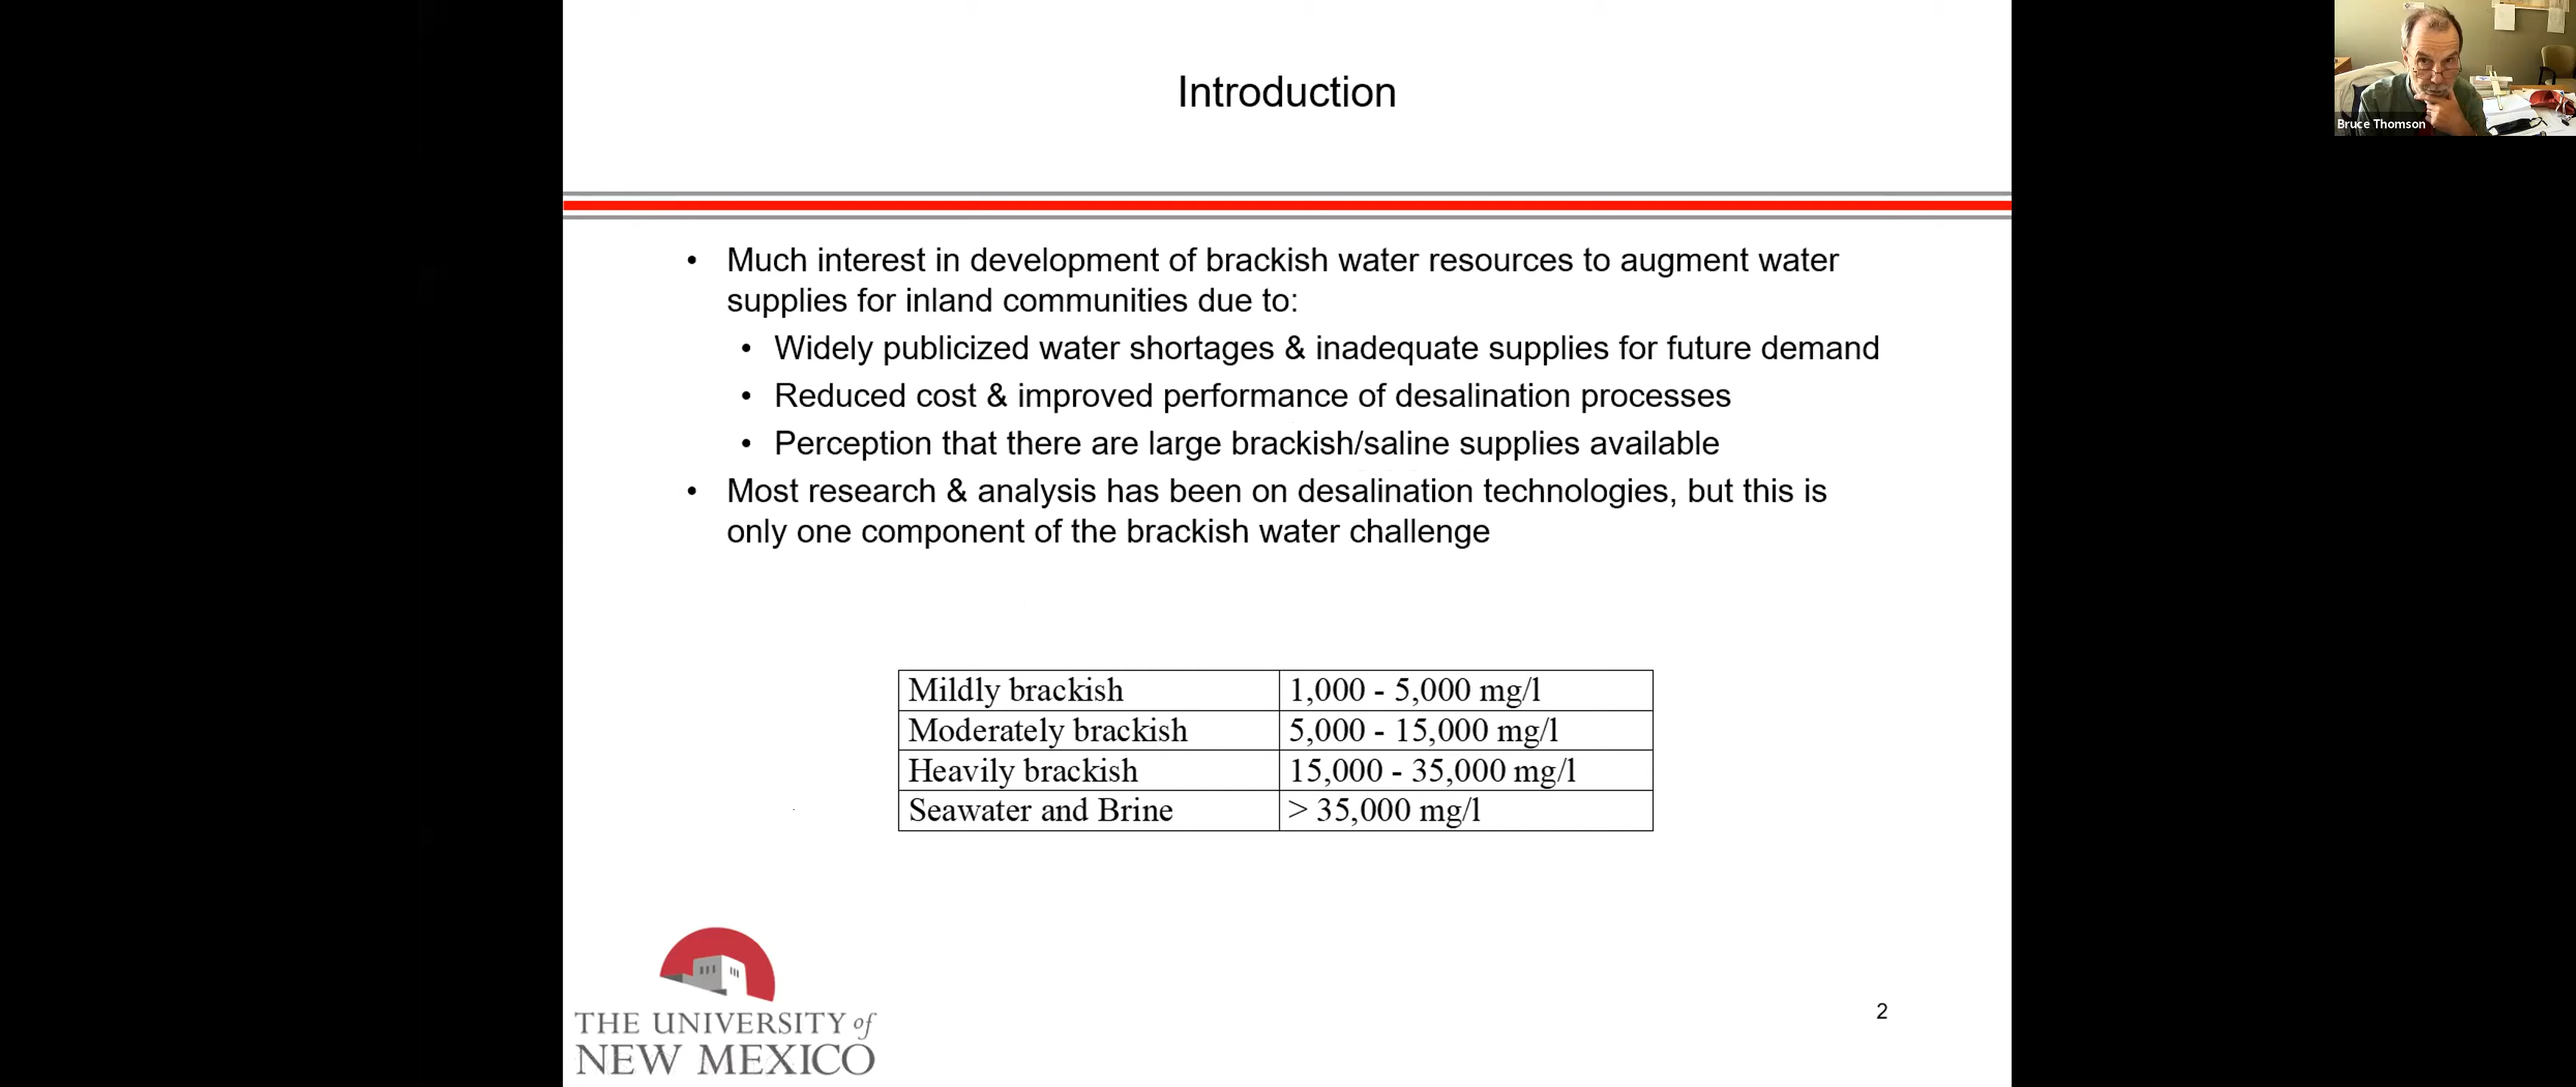 Introduction
Bruce Thomson
• Much interest in development of brackish water resources to augment water
supplies for inland communities due to:
• Widely publicized water shortages & inadequate supplies for future demand
• Reduced cost & improved performance of desalination processes
• Perception that there are large brackish/saline supplies available
• Most research & analysis has been on desalination technologies, but this is
only one component of the brackish water challenge
Mildly brackish 1,000 - 5,000 mg/l
Moderately brackish 5,000 - 15,000 mg/l
Heavily brackish 15,000 - 35,000 mg/l
Seawater and Brine > 35,000 mg/l
THE UNIVERSITY of
NEW MEXICO
2